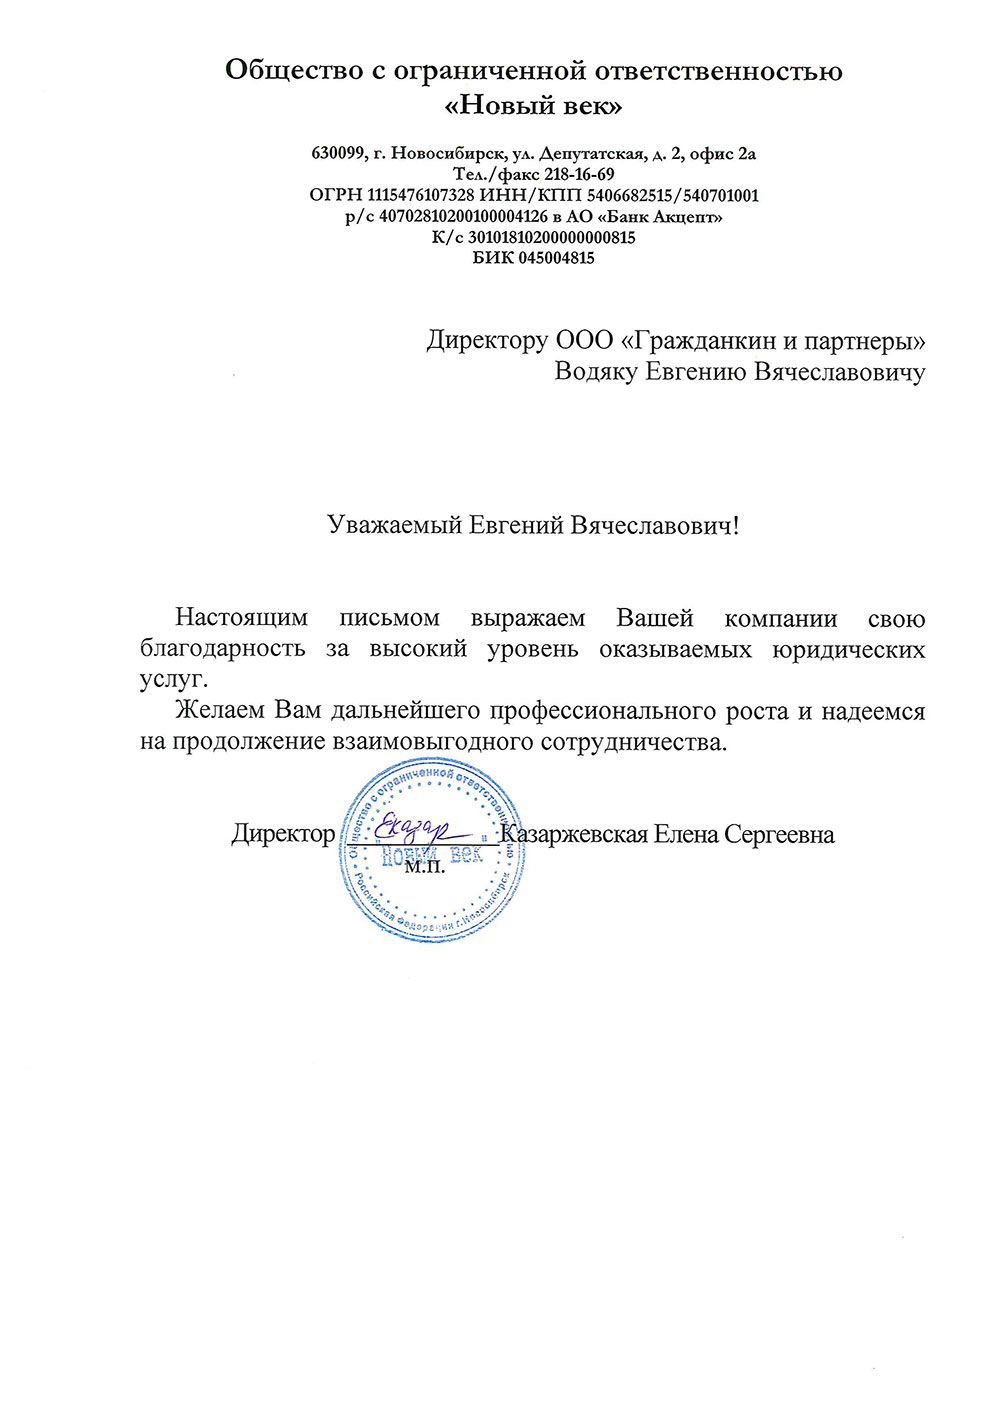 Общество с ограниченной ответственностью
«Новый век»
630099, г. Новосибирск, ул. Депутатская, д. 2, офис 2а
Тел./факс 218-16-69
ОГРН 1115476107328 ИНН/КПП 5406682515/540701001
р/с 40702810200100004126 в АО «Банк Акцепт»
К/с 30101810200000000815
БИК 045004815
Директору ООО «Гражданкин и партнеры»
Водяку Евгению Вячеславовичу
Уважаемый Евгений Вячеславович!
Настоящим письмом выражаем Вашей компании свою
благодарность за высокий уровень оказываемых юридических
услуг.
Желаем Вам дальнейшего профессионального роста и надеемся
на продолжение взаимовыгодного сотрудничества.
Директор Еказар Казаржевская Елена Сергеевна
м.п.
Общество с ограниченной ответственностью
"Новый век"
Российская Федерация г.Новосибирск